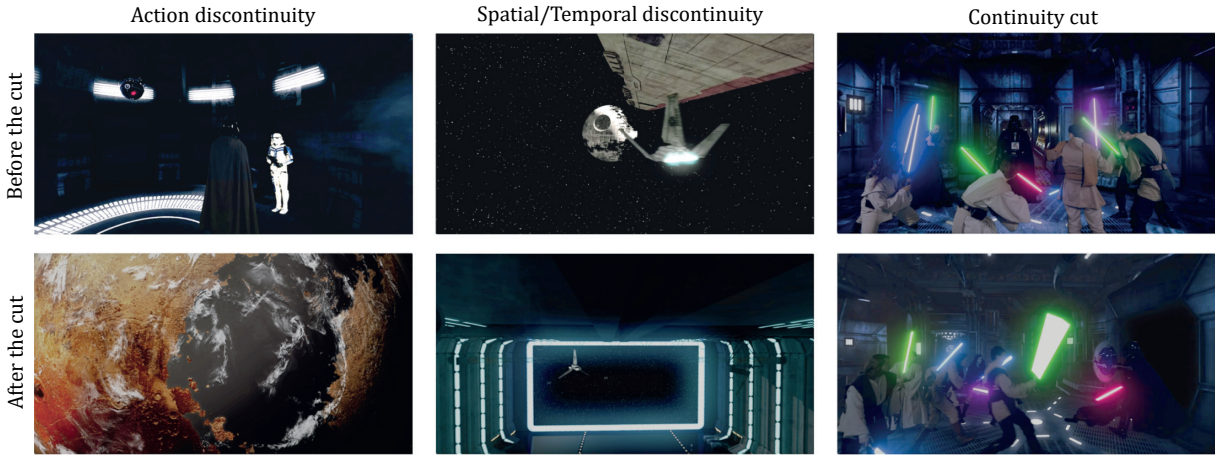 Action discontinuity
Spatial/Temporal discontinuity
Continuity cut
Before the cut
After the cut